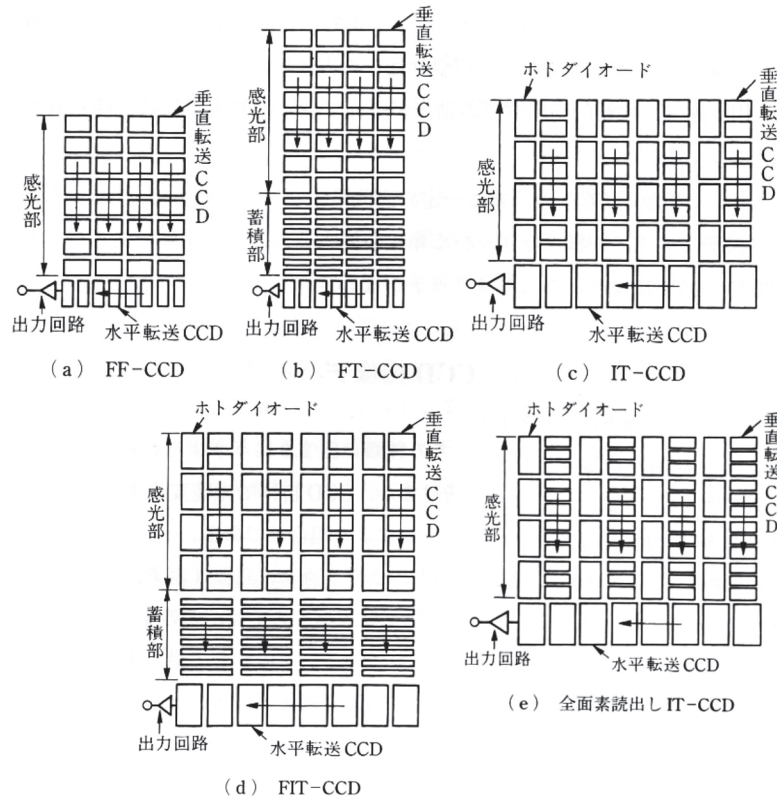 垂直転送CCD
感光部
出力回路
水平転送CCD
(a) FF-CCD
垂直転送CCD
感光部
蓄積部
出力回路
水平転送CCD
(b) FT-CCD
ホトダイオード
垂直転送CCD
感光部
出力回路
水平転送CCD
(c) IT-CCD
ホトダイオード
垂直転送CCD
感光部
蓄積部
出力回路
水平転送CCD
(d) FIT-CCD
ホトダイオード
垂直転送CCD
感光部
出力回路
水平転送CCD
(e) 全画素読出しIT-CCD